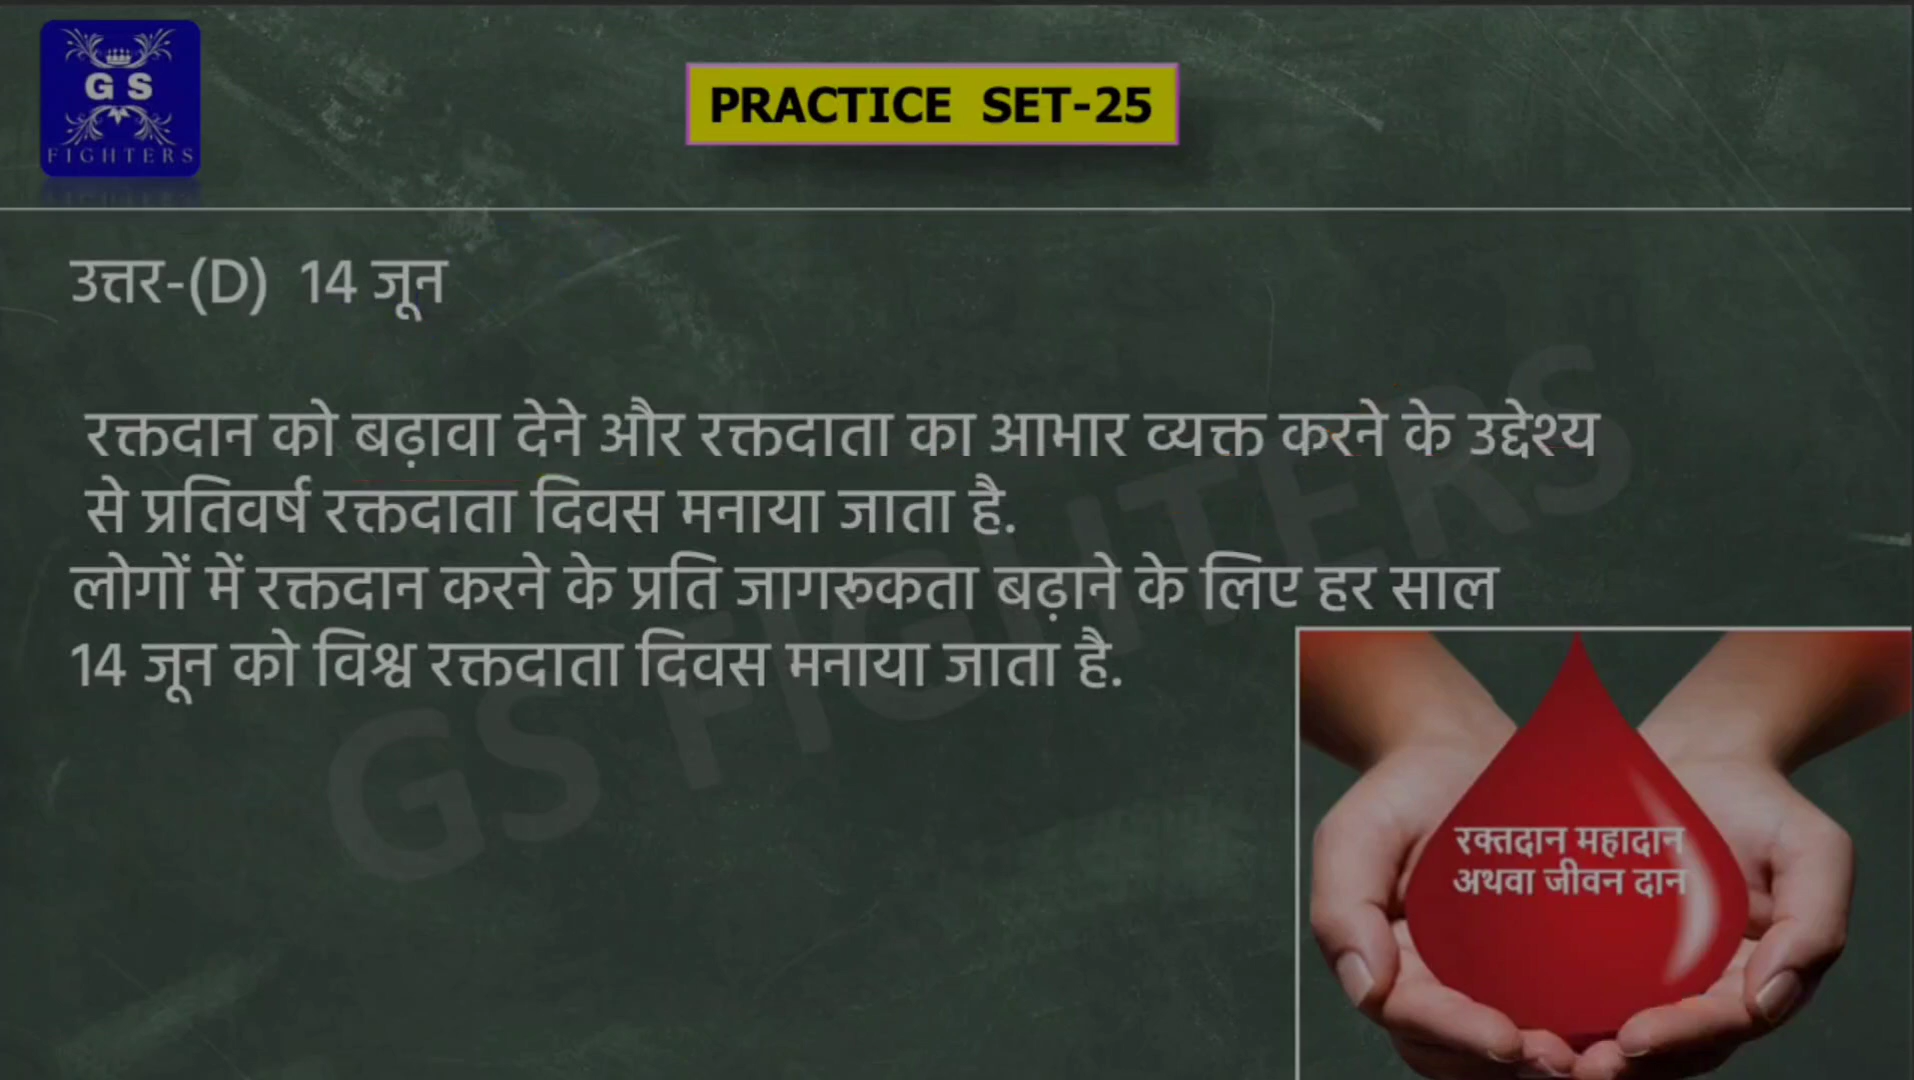 G S
FIGHTERS
PRACTICE SET-25
उत्तर-(D) 14 जून
रक्तदान को बढ़ावा देने और रक्तदाता का आभार व्यक्त करने के उद्देश्य
से प्रतिवर्ष रक्तदाता दिवस मनाया जाता है.
लोगों में रक्तदान करने के प्रति जागरूकता बढ़ाने के लिए हर साल
14 जून को विश्व रक्तदाता दिवस मनाया जाता है.
GS FIGHTERS
रक्तदान महादान
अथवा जीवन दान